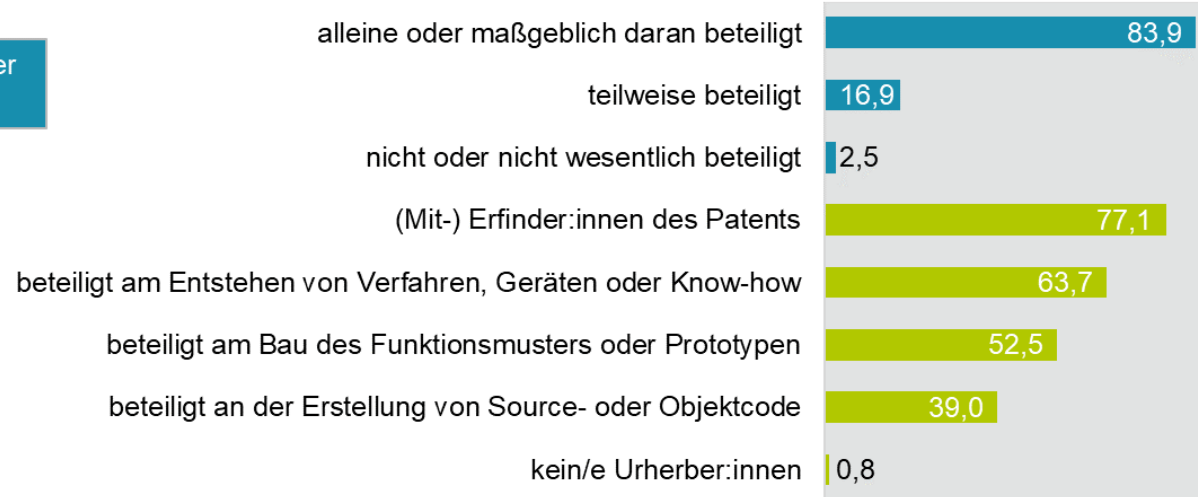 er
alleine oder maßgeblich daran beteiligt 83,9
teilweise beteiligt 16,9
nicht oder nicht wesentlich beteiligt 2,5
(Mit-) Erfinder:innen des Patents 77,1
beteiligt am Entstehen von Verfahren, Geräten oder Know-how 63,7
beteiligt am Bau des Funktionsmusters oder Prototypen 52,5
beteiligt an der Erstellung von Source- oder Objektcode 39,0
kein/e Urherber:innen 0,8